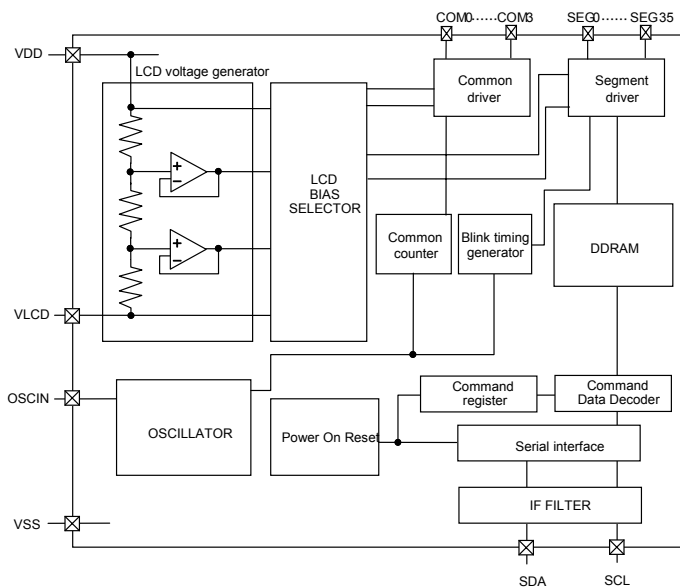 COM0······COM3
SEG0······SEG35
VDD
LCD voltage generator
Common
driver
Segment
driver
+
−
LCD
BIAS
SELECTOR
Common
counter
Blink timing
generator
DDRAM
+
−
VLCD
OSCIN
OSCILLATOR
Power On Reset
Command
register
Command
Data Decoder
Serial interface
IF FILTER
VSS
SDA
SCL